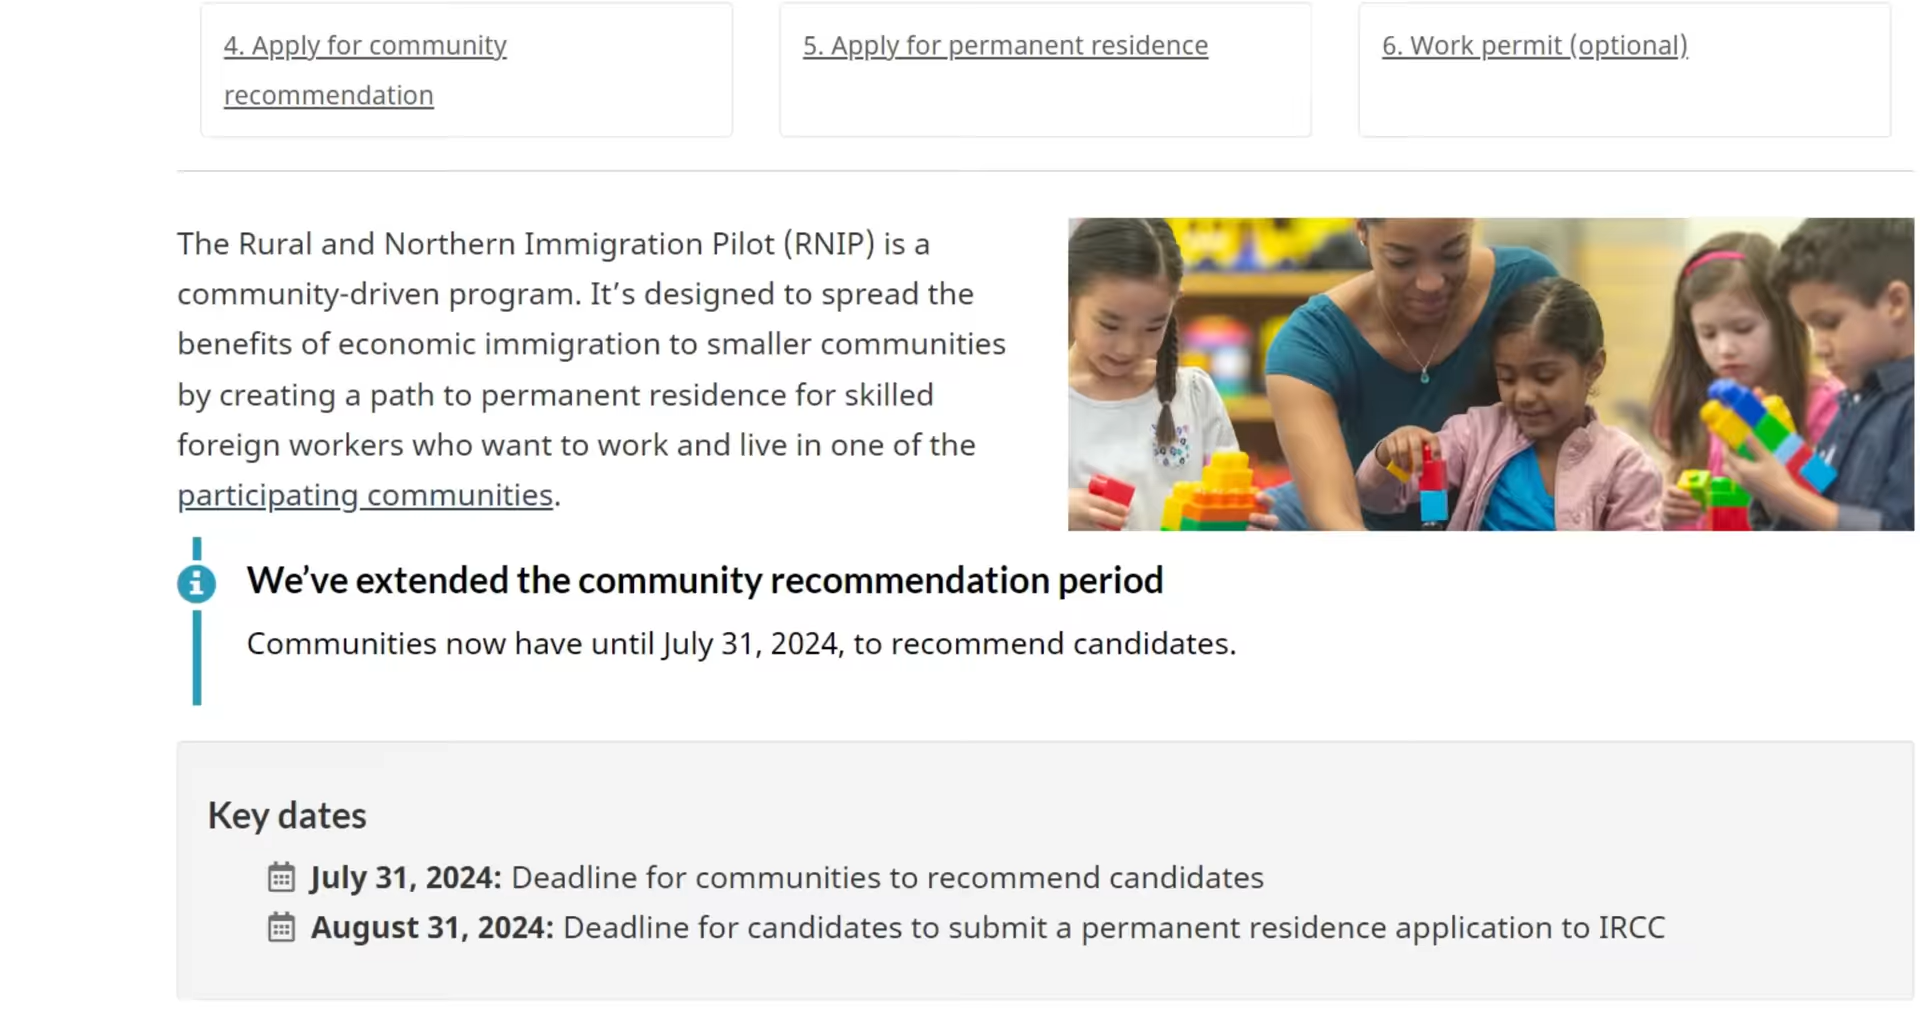 4. Apply for community
recommendation
5. Apply for permanent residence
6. Work permit (optional)
The Rural and Northern Immigration Pilot (RNIP) is a
community-driven program. It’s designed to spread the
benefits of economic immigration to smaller communities
by creating a path to permanent residence for skilled
foreign workers who want to work and live in one of the
participating communities.
We’ve extended the community recommendation period
Communities now have until July 31, 2024, to recommend candidates.
Key dates
July 31, 2024: Deadline for communities to recommend candidates
August 31, 2024: Deadline for candidates to submit a permanent residence application to IRCC